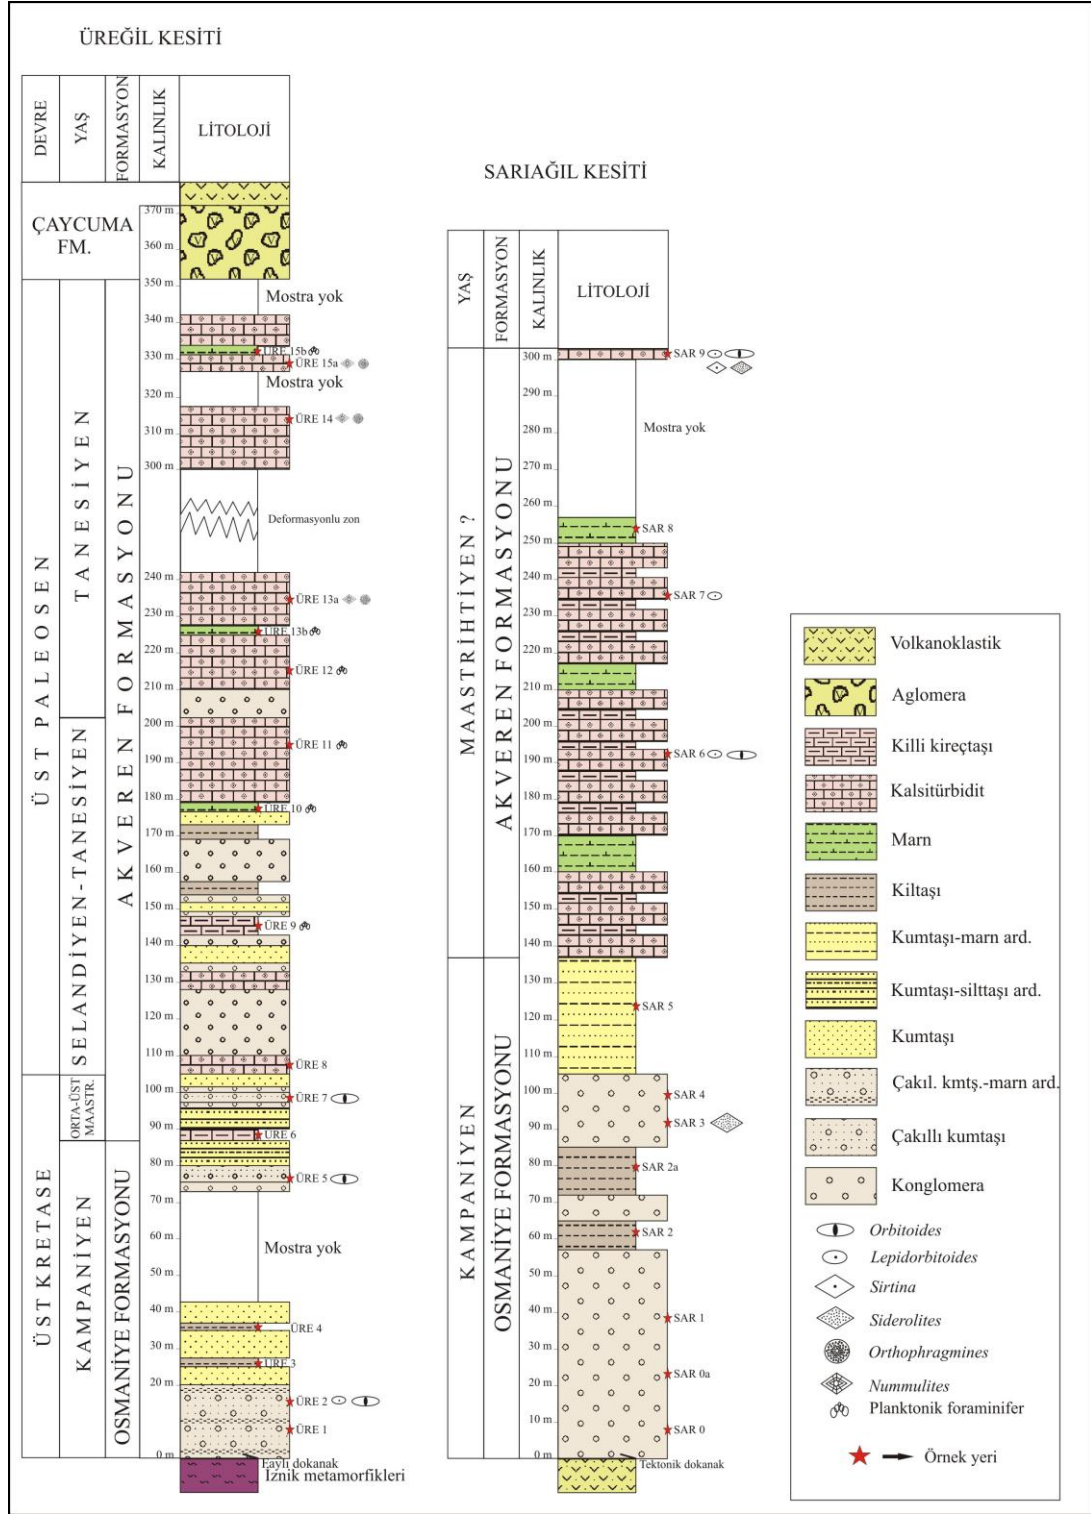 ÜREĞİL KESİTİ
DEVRE
YAŞ
FORMASYON
KALINLIK
LİTOLOJİ
ÇAYCUMA
FM.
ÜST PALEOSEN
TANESİYEN
SELANDİYEN-TANESİYEN
AKVEREN FORMASYONU
ORTA-ÜST
MAASTR.
ÜST KRETASE
KAMPANİYEN
OSMANİYE FORMASYONU
370 m
360 m
350 m
Mostra yok
340 m
ÜRE 15b
330 m
ÜRE 15a
Mostra yok
320 m
ÜRE 14
310 m
300 m
Deformasyonlu zon
240 m
ÜRE 13a
230 m
ÜRE 13b
220 m
ÜRE 12
210 m
200 m
ÜRE 11
190 m
180 m
ÜRE 10
170 m
160 m
150 m
ÜRE 9
140 m
130 m
120 m
110 m
ÜRE 8
100 m
ÜRE 7
90 m
ÜRE 6
80 m
ÜRE 5
70 m
60 m
Mostra yok
50 m
40 m
ÜRE 4
30 m
ÜRE 3
20 m
ÜRE 2
10 m
ÜRE 1
0 m
Faylı dokanak
İznik metamorfikleri
SARIAĞIL KESİTİ
YAŞ
FORMASYON
KALINLIK
LİTOLOJİ
MAASTRİHTİYEN ?
AKVEREN FORMASYONU
KAMPANİYEN
OSMANİYE FORMASYONU
300 m
SAR 9
290 m
Mostra yok
280 m
270 m
260 m
SAR 8
250 m
240 m
SAR 7
230 m
220 m
210 m
200 m
SAR 6
190 m
180 m
170 m
160 m
150 m
140 m
130 m
SAR 5
120 m
110 m
100 m
SAR 4
SAR 3
90 m
80 m
SAR 2a
70 m
60 m
SAR 2
50 m
40 m
SAR 1
30 m
SAR 0a
20 m
10 m
SAR 0
0 m
Tektonik dokanak
Volkanoklastik
Aglomera
Killi kireçtaşı
Kalsitürbidit
Marn
Kiltaşı
Kumtaşı-marn ard.
Kumtaşı-silttaşı ard.
Kumtaşı
Çakıl. kmtş.-marn ard.
Çakıllı kumtaşı
Konglomera
Orbitoides
Lepidorbitoides
Sirtina
Siderolites
Orthophragmines
Nummulites
Planktonik foraminifer
Örnek yeri